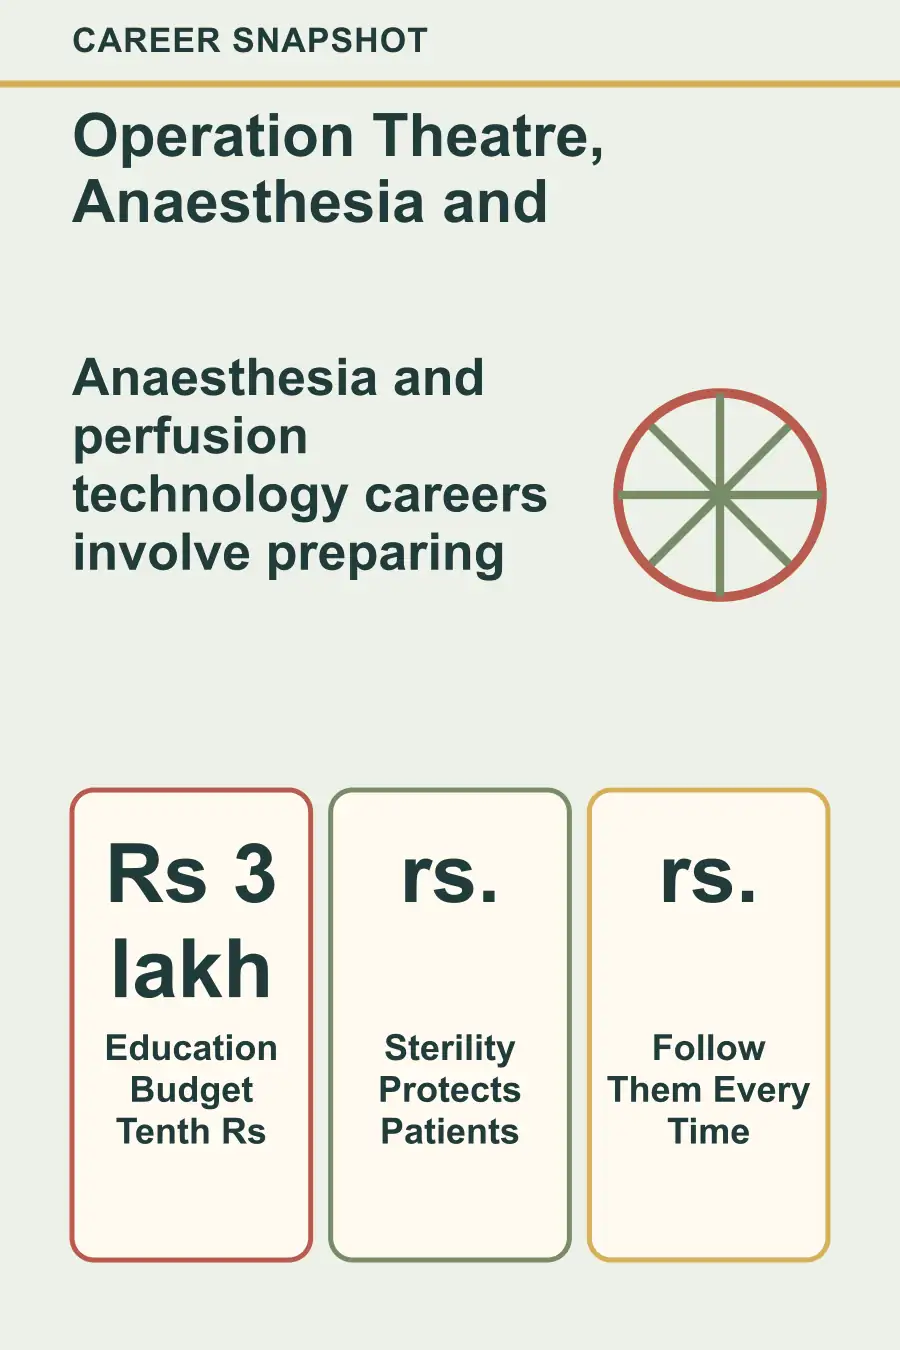 CAREER SNAPSHOT
Operation Theatre,
Anaesthesia and
Anaesthesia and
perfusion
technology careers
involve preparing
Rs 3
lakh
Education
Budget
Tenth Rs
rs.
Sterility
Protects
Patients
rs.
Follow
Them Every
Time